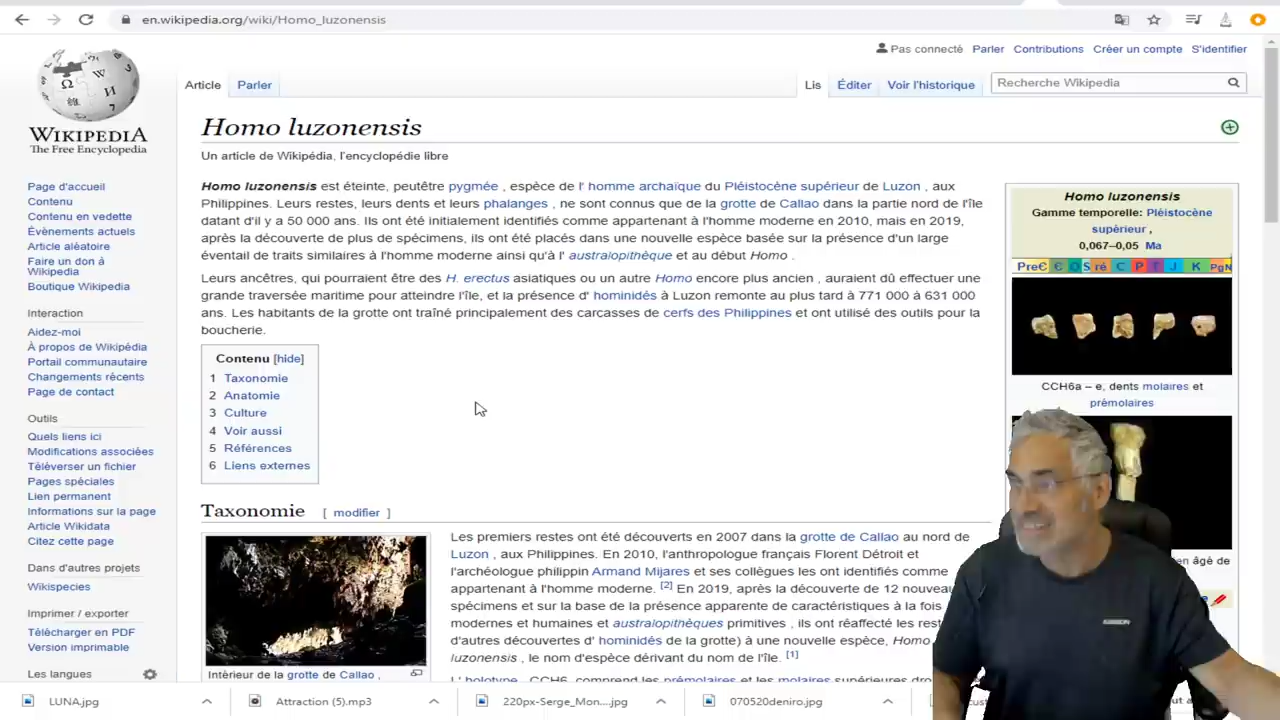 en.wikipedia.org/wiki/Homo_luzonensis
Pas connecté Parler Contributions Créer un compte S'identifier
Article Parler Lis Éditer Voir l'historique Recherche Wikipedia
WIKIPEDIA
The Free Encyclopedia
Page d'accueil
Contenu
Contenu en vedette
Évènements actuels
Article aléatoire
Faire un don à
Wikipedia
Boutique Wikipedia
Interaction
Aidez-moi
À propos de Wikipédia
Portail communautaire
Changements récents
Page de contact
Outils
Quels liens ici
Modifications associées
Téléverser un fichier
Pages spéciales
Lien permanent
Informations sur la page
Article Wikidata
Citez cette page
Dans d'autres projets
Wikispecies
Imprimer / exporter
Télécharger en PDF
Version imprimable
Les langues
Homo luzonensis
Un article de Wikipédia, l'encyclopédie libre
Homo luzonensis est éteinte, peutêtre pygmée , espèce de l' homme archaïque du Pléistocène supérieur de Luzon , aux
Philippines. Leurs restes, leurs dents et leurs phalanges , ne sont connus que de la grotte de Callao dans la partie nord de l'île
datant d'il y a 50 000 ans. Ils ont été initialement identifiés comme appartenant à l'homme moderne en 2010, mais en 2019,
après la découverte de plus de spécimens, ils ont été placés dans une nouvelle espèce basée sur la présence d'un large
éventail de traits similaires à l'homme moderne ainsi qu'à l' australopithèque et au début Homo .
Leurs ancêtres, qui pourraient être des H. erectus asiatiques ou un autre Homo encore plus ancien , auraient dû effectuer une
grande traversée maritime pour atteindre l'île, et la présence d' hominidés à Luzon remonte au plus tard à 771 000 à 631 000
ans. Les habitants de la grotte ont traîné principalement des carcasses de cerfs des Philippines et ont utilisé des outils pour la
boucherie.
Contenu [hide]
1 Taxonomie
2 Anatomie
3 Culture
4 Voir aussi
5 Références
6 Liens externes
Taxonomie [ modifier ]
Intérieur de la grotte de Callao ,
Les premiers restes ont été découverts en 2007 dans la grotte de Callao au nord de
Luzon , aux Philippines. En 2010, l'anthropologue français Florent Détroit et
l'archéologue philippin Armand Mijares et ses collègues les ont identifiés comme
appartenant à l'homme moderne. [2] En 2019, après la découverte de 12 nouveau
spécimens et sur la base de la présence apparente de caractéristiques à la fois
modernes et humaines et australopithèques primitives , ils ont réaffecté les rest
d'autres découvertes d' hominidés de la grotte) à une nouvelle espèce, Homo
luzonensis , le nom d'espèce dérivant du nom de l'île. [1]
L' holotype , CCH6, comprend les prémolaires et les molaires supérieures dro
Homo luzonensis
Gamme temporelle: Pléistocène
supérieur ,
0,067–0,05 Ma
PreЄ Є O S ré C P T J K PgN
CCH6a – e, dents molaires et
prémolaires
en âgé de
LUNA.jpg Attraction (5).mp3 220px-Serge_Mon....jpg 070520deniro.jpg